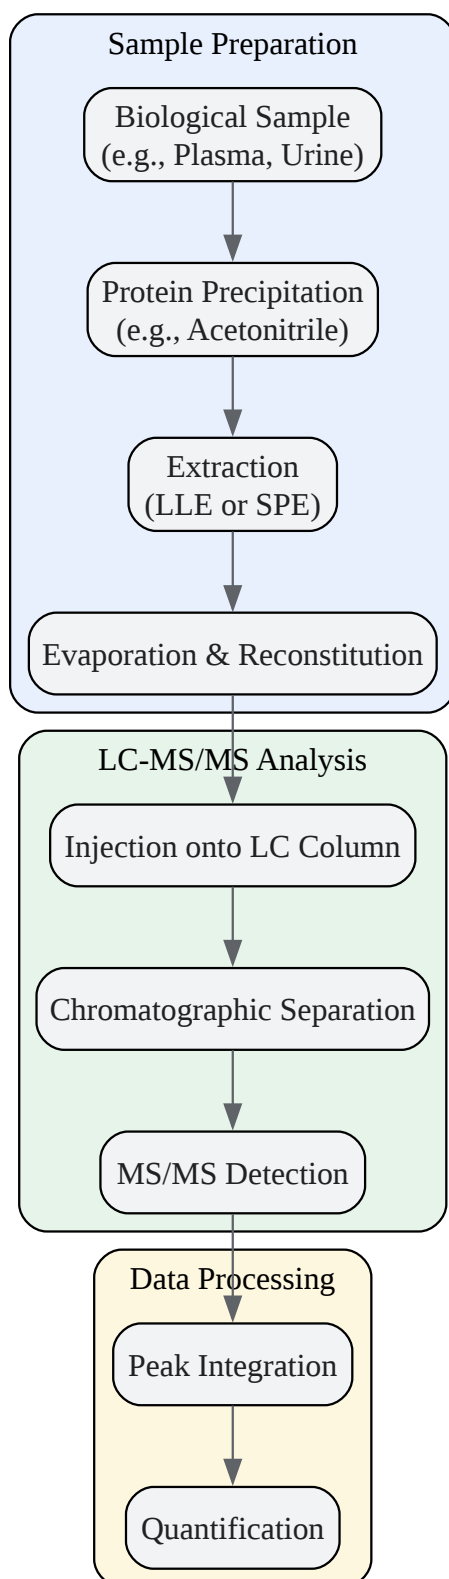 Sample Preparation
Biological Sample
(e.g., Plasma, Urine)
Protein Precipitation
(e.g., Acetonitrile)
Extraction
(LLE or SPE)
Evaporation & Reconstitution
LC-MS/MS Analysis
Injection onto LC Column
Chromatographic Separation
MS/MS Detection
Data Processing
Peak Integration
Quantification